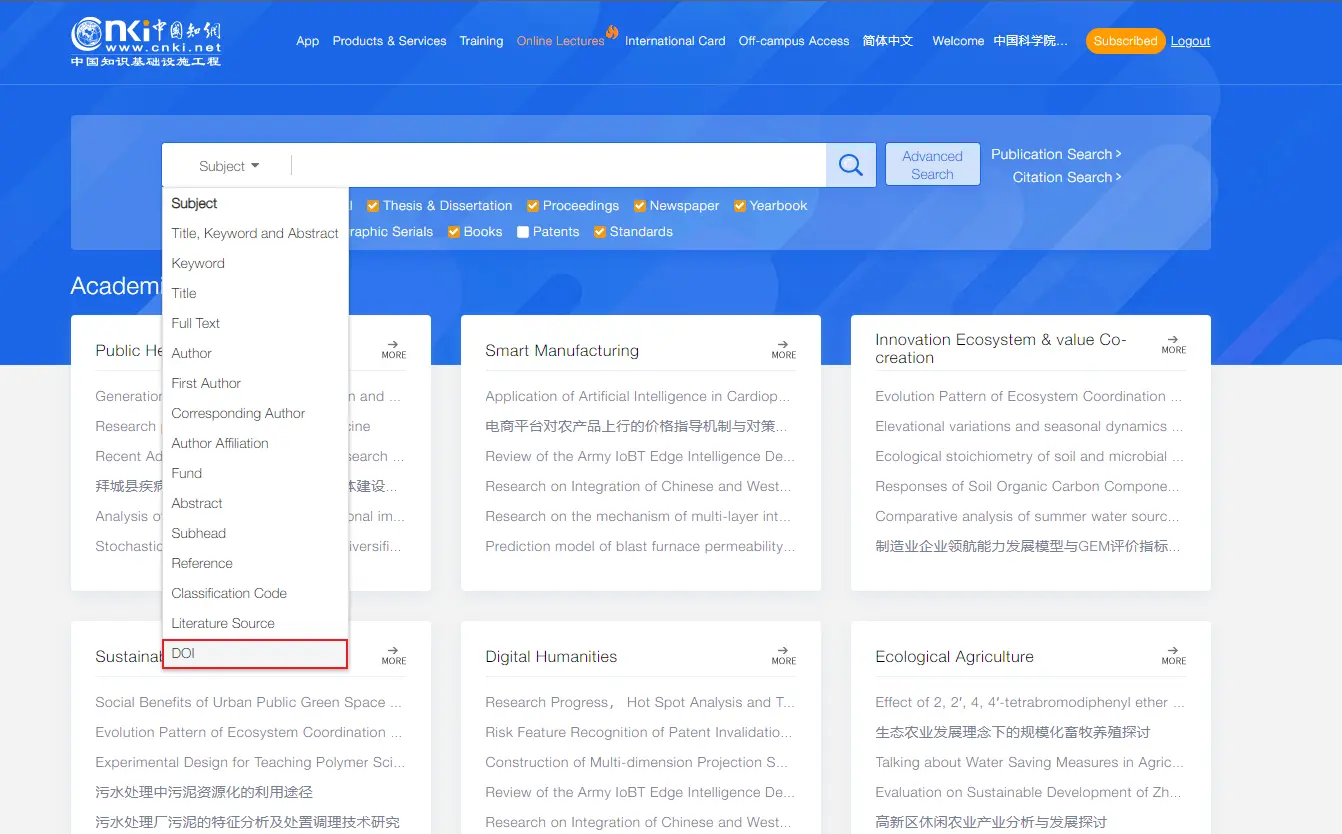 Cnki中国知网
www.cnki.net
中国知识基础设施工程
App Products & Services Training Online Lectures International Card Off-campus Access 简体中文 Welcome 中国科学院... Subscribed Logout
Subject
Advanced Search
Publication Search >
Citation Search >
Subject
Title, Keyword and Abstract
Keyword
Title
Full Text
Author
First Author
Corresponding Author
Author Affiliation
Fund
Abstract
Subhead
Reference
Classification Code
Literature Source
DOI
l Thesis & Dissertation Proceedings Newspaper Yearbook
raphic Serials Books Patents Standards
Academi
Public He
MORE
Generation n and ...
Research cine
Recent Ad search ...
拜城县疾病 体建设...
Analysis o onal im...
Stochastic iversifi...
Smart Manufacturing
MORE
Application of Artificial Intelligence in Cardiop...
电商平台对农产品上行的价格指导机制与对策...
Review of the Army IoBT Edge Intelligence De...
Research on Integration of Chinese and West...
Research on the mechanism of multi-layer int...
Prediction model of blast furnace permeability...
Innovation Ecosystem & value Co-
creation
MORE
Evolution Pattern of Ecosystem Coordination ...
Elevational variations and seasonal dynamics ...
Ecological stoichiometry of soil and microbial ...
Responses of Soil Organic Carbon Compone...
Comparative analysis of summer water sourc...
制造业企业领航能力发展模型与GEM评价指标...
Sustainab
MORE
Social Benefits of Urban Public Green Space ...
Evolution Pattern of Ecosystem Coordination ...
Experimental Design for Teaching Polymer Sci...
污水处理中污泥资源化的利用途径
污水处理厂污泥的特征分析及处置调理技术研究
Digital Humanities
MORE
Research Progress， Hot Spot Analysis and T...
Risk Feature Recognition of Patent Invalidatio...
Construction of Multi-dimension Projection S...
Review of the Army IoBT Edge Intelligence De...
Research on Integration of Chinese and West...
Ecological Agriculture
MORE
Effect of 2, 2′, 4, 4′-tetrabromodiphenyl ether ...
生态农业发展理念下的规模化畜牧养殖探讨
Talking about Water Saving Measures in Agric...
Evaluation on Sustainable Development of Zh...
高新区休闲农业产业分析与发展探讨